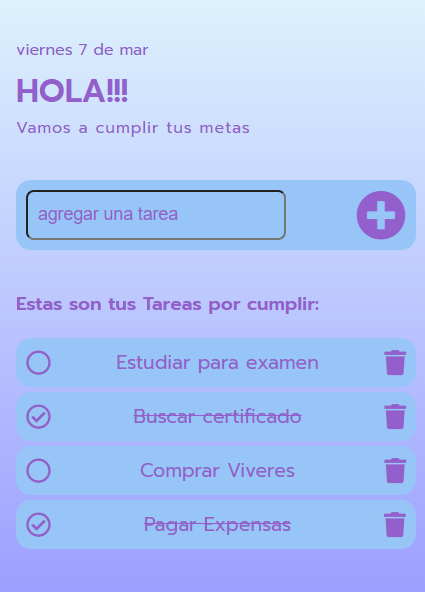 viernes 7 de mar
HOLA!!!
Vamos a cumplir tus metas
agregar una tarea
Estas son tus Tareas por cumplir:
Estudiar para examen
Buscar certificado
Comprar Viveres
Pagar Expensas